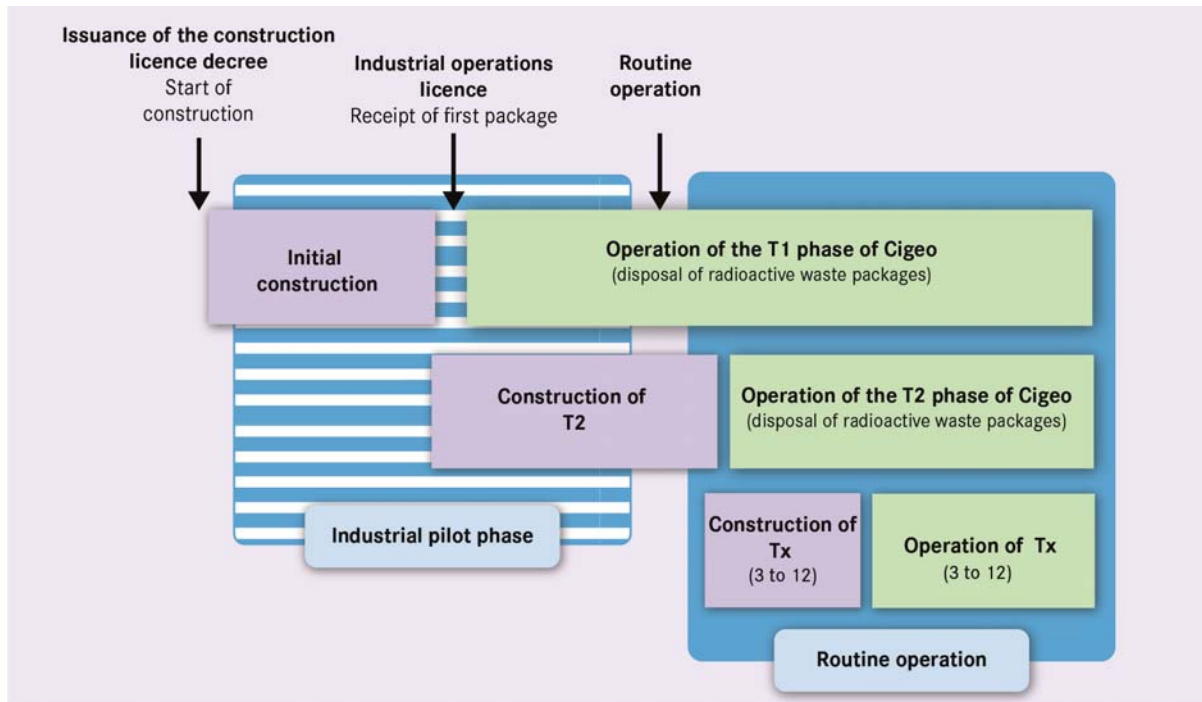 Issuance of the construction
licence decree
Start of
construction
Industrial operations
licence
Receipt of first package
Routine
operation
Initial
construction
Operation of the T1 phase of Cigeo
(disposal of radioactive waste packages)
Construction of
T2
Operation of the T2 phase of Cigeo
(disposal of radioactive waste packages)
Industrial pilot phase
Construction of
Tx
(3 to 12)
Operation of Tx
(3 to 12)
Routine operation